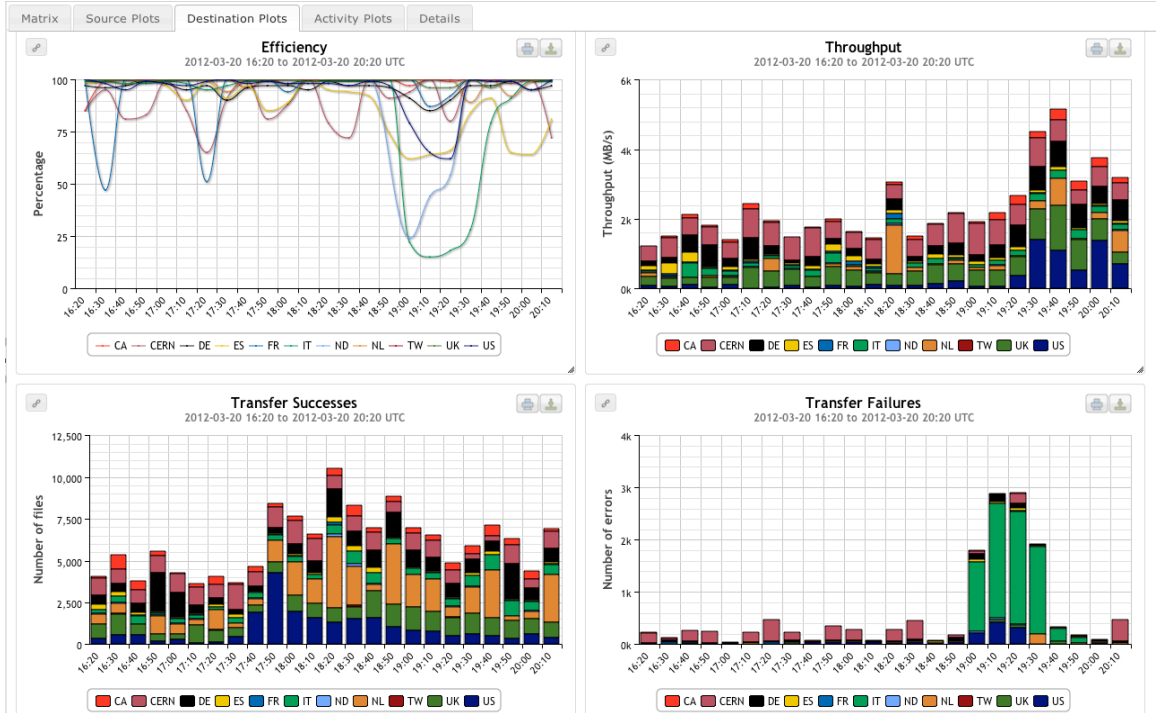 Matrix Source Plots Destination Plots Activity Plots Details
Efficiency
2012-03-20 16:20 to 2012-03-20 20:20 UTC
Percentage
100
75
50
25
0
16:20 16:30 16:40 16:50 17:00 17:10 17:20 17:30 17:40 17:50 18:00 18:10 18:20 18:30 18:40 18:50 19:00 19:10 19:20 19:30 19:40 19:50 20:00 20:10
CA CERN DE ES FR IT ND NL TW UK US
Throughput
2012-03-20 16:20 to 2012-03-20 20:20 UTC
Throughput (MB/s)
6k
4k
2k
0k
16:20 16:30 16:40 16:50 17:00 17:10 17:20 17:30 17:40 17:50 18:00 18:10 18:20 18:30 18:40 18:50 19:00 19:10 19:20 19:30 19:40 19:50 20:00 20:10
CA CERN DE ES FR IT ND NL TW UK US
Transfer Successes
2012-03-20 16:20 to 2012-03-20 20:20 UTC
Number of files
12,500
10,000
7,500
5,000
2,500
0
16:20 16:30 16:40 16:50 17:00 17:10 17:20 17:30 17:40 17:50 18:00 18:10 18:20 18:30 18:40 18:50 19:00 19:10 19:20 19:30 19:40 19:50 20:00 20:10
CA CERN DE ES FR IT ND NL TW UK US
Transfer Failures
2012-03-20 16:20 to 2012-03-20 20:20 UTC
Number of errors
4k
3k
2k
1k
0k
16:20 16:30 16:40 16:50 17:00 17:10 17:20 17:30 17:40 17:50 18:00 18:10 18:20 18:30 18:40 18:50 19:00 19:10 19:20 19:30 19:40 19:50 20:00 20:10
CA CERN DE ES FR IT ND NL TW UK US